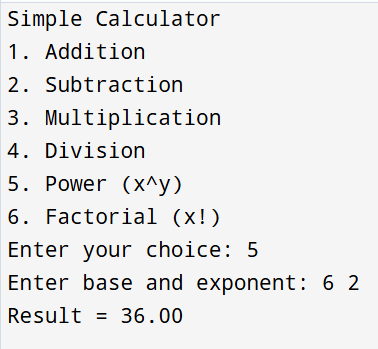 Simple Calculator
1. Addition
2. Subtraction
3. Multiplication
4. Division
5. Power (x^y)
6. Factorial (x!)
Enter your choice: 5
Enter base and exponent: 6 2
Result = 36.00